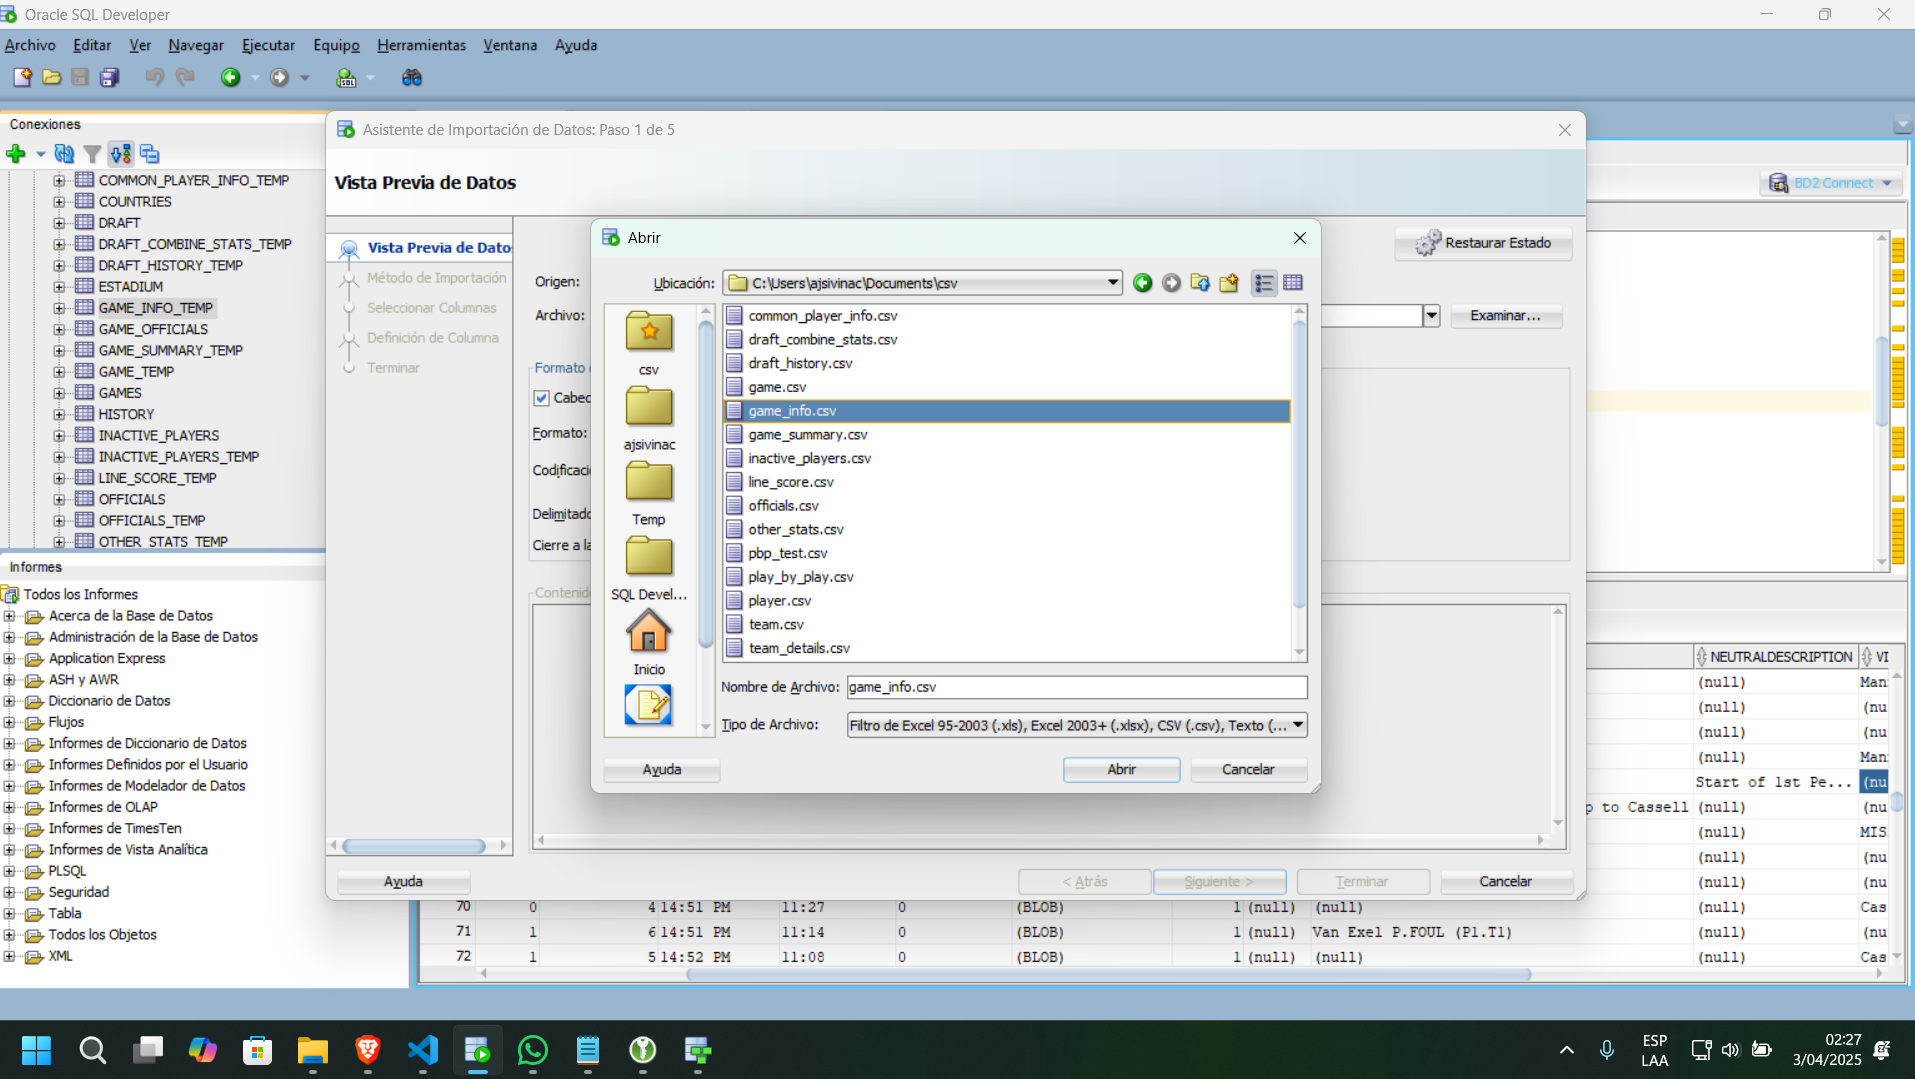 Oracle SQL Developer
Archivo Editar Ver Navegar Ejecutar Equipo Herramientas Ventana Ayuda
Conexiones
COMMON_PLAYER_INFO_TEMP
COUNTRIES
DRAFT
DRAFT_COMBINE_STATS_TEMP
DRAFT_HISTORY_TEMP
ESTADIUM
GAME_INFO_TEMP
GAME_OFFICIALS
GAME_SUMMARY_TEMP
GAME_TEMP
GAMES
HISTORY
INACTIVE_PLAYERS
INACTIVE_PLAYERS_TEMP
LINE_SCORE_TEMP
OFFICIALS
OFFICIALS_TEMP
OTHER_STATS_TEMP
Informes
Todos los Informes
Acerca de la Base de Datos
Administración de la Base de Datos
Application Express
ASH y AWR
Diccionario de Datos
Flujos
Informes de Diccionario de Datos
Informes Definidos por el Usuario
Informes de Modelador de Datos
Informes de OLAP
Informes de TimesTen
Informes de Vista Analítica
PLSQL
Seguridad
Tabla
Todos los Objetos
XML
Asistente de Importación de Datos: Paso 1 de 5
Vista Previa de Datos
Vista Previa de Dato
Método de Importación
Seleccionar Columnas
Definición de Columna
Terminar
Restaurar Estado
Origen:
Archivo:
Examinar...
Formato
Cabec
Formato:
Codificaci
Delimitado
Cierre a la
Contenid
Ayuda
< Atrás
Siguiente >
Terminar
Cancelar
Abrir
Ubicación: C:\Users\ajsivinac\Documents\csv
csv
ajsivinac
Temp
SQL Devel...
Inicio
common_player_info.csv
draft_combine_stats.csv
draft_history.csv
game.csv
game_info.csv
game_summary.csv
inactive_players.csv
line_score.csv
officials.csv
other_stats.csv
pbp_test.csv
play_by_play.csv
player.csv
team.csv
team_details.csv
Nombre de Archivo: game_info.csv
Tipo de Archivo: Filtro de Excel 95-2003 (.xls), Excel 2003+ (.xlsx), CSV (.csv), Texto (...
Ayuda
Abrir
Cancelar
BD2 Connect
NEUTRALDESCRIPTION VI
(null) Man
(null) (nu
(null) (nu
(null) Man
Start of 1st Pe... (nu
p to Cassell (null) (nu
(null) MIS
(null) (nu
(null) (nu
70 0 4 14:51 PM 11:27 0 (BLOB) 1 (null) (null) (null) Cas
71 1 6 14:51 PM 11:14 0 (BLOB) 1 (null) Van Exel P.FOUL (P1.T1) (null) (nu
72 1 5 14:52 PM 11:08 0 (BLOB) 1 (null) (null) (null) Cas
SQL
ESP
LAA
02:27
3/04/2025